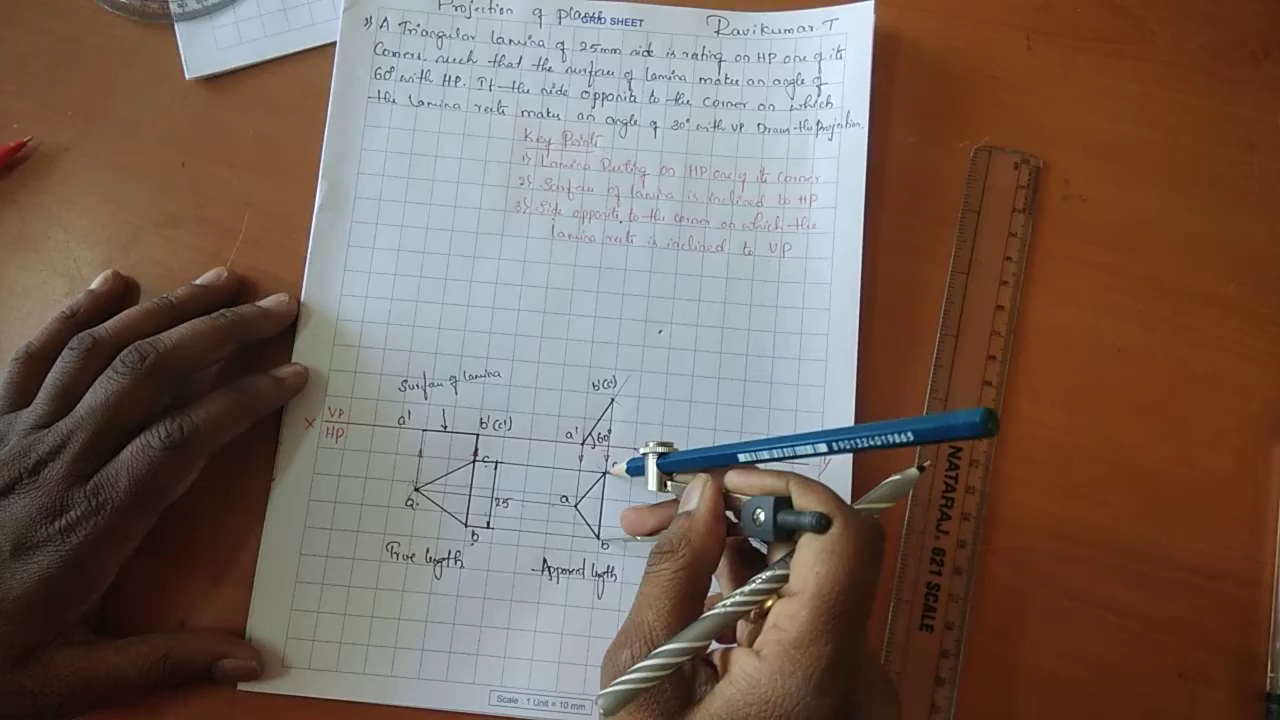 Projection of planes
GRID SHEET
Ravikumar.T
A Triangular lamina of 25mm side is resting on HP one of its
Corners. such that the surface of lamina makes an angle of
60° with HP. If the side opposite to the corner on which
the lamina rests makes an angle of 30° with VP Draw the projection.
Key Points
1) Lamina Resting on HP one of its corner
2) Surface of lamina is inclined to HP
3) Side opposite to the corner on which the
lamina rests is inclined to VP
Surface of lamina
b'(c')
X VP
HP
a'
b'(c')
a'
60°
c
y
a
25
a
b
b
True length
Apparent length
Scale : 1 Unit = 10 mm
8901324019865
NATARAJ. 621 SCALE